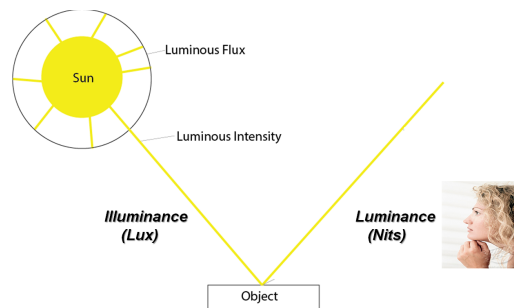 Luminous Flux
Sun
Luminous Intensity
Illuminance
(Lux)
Luminance
(Nits)
Object